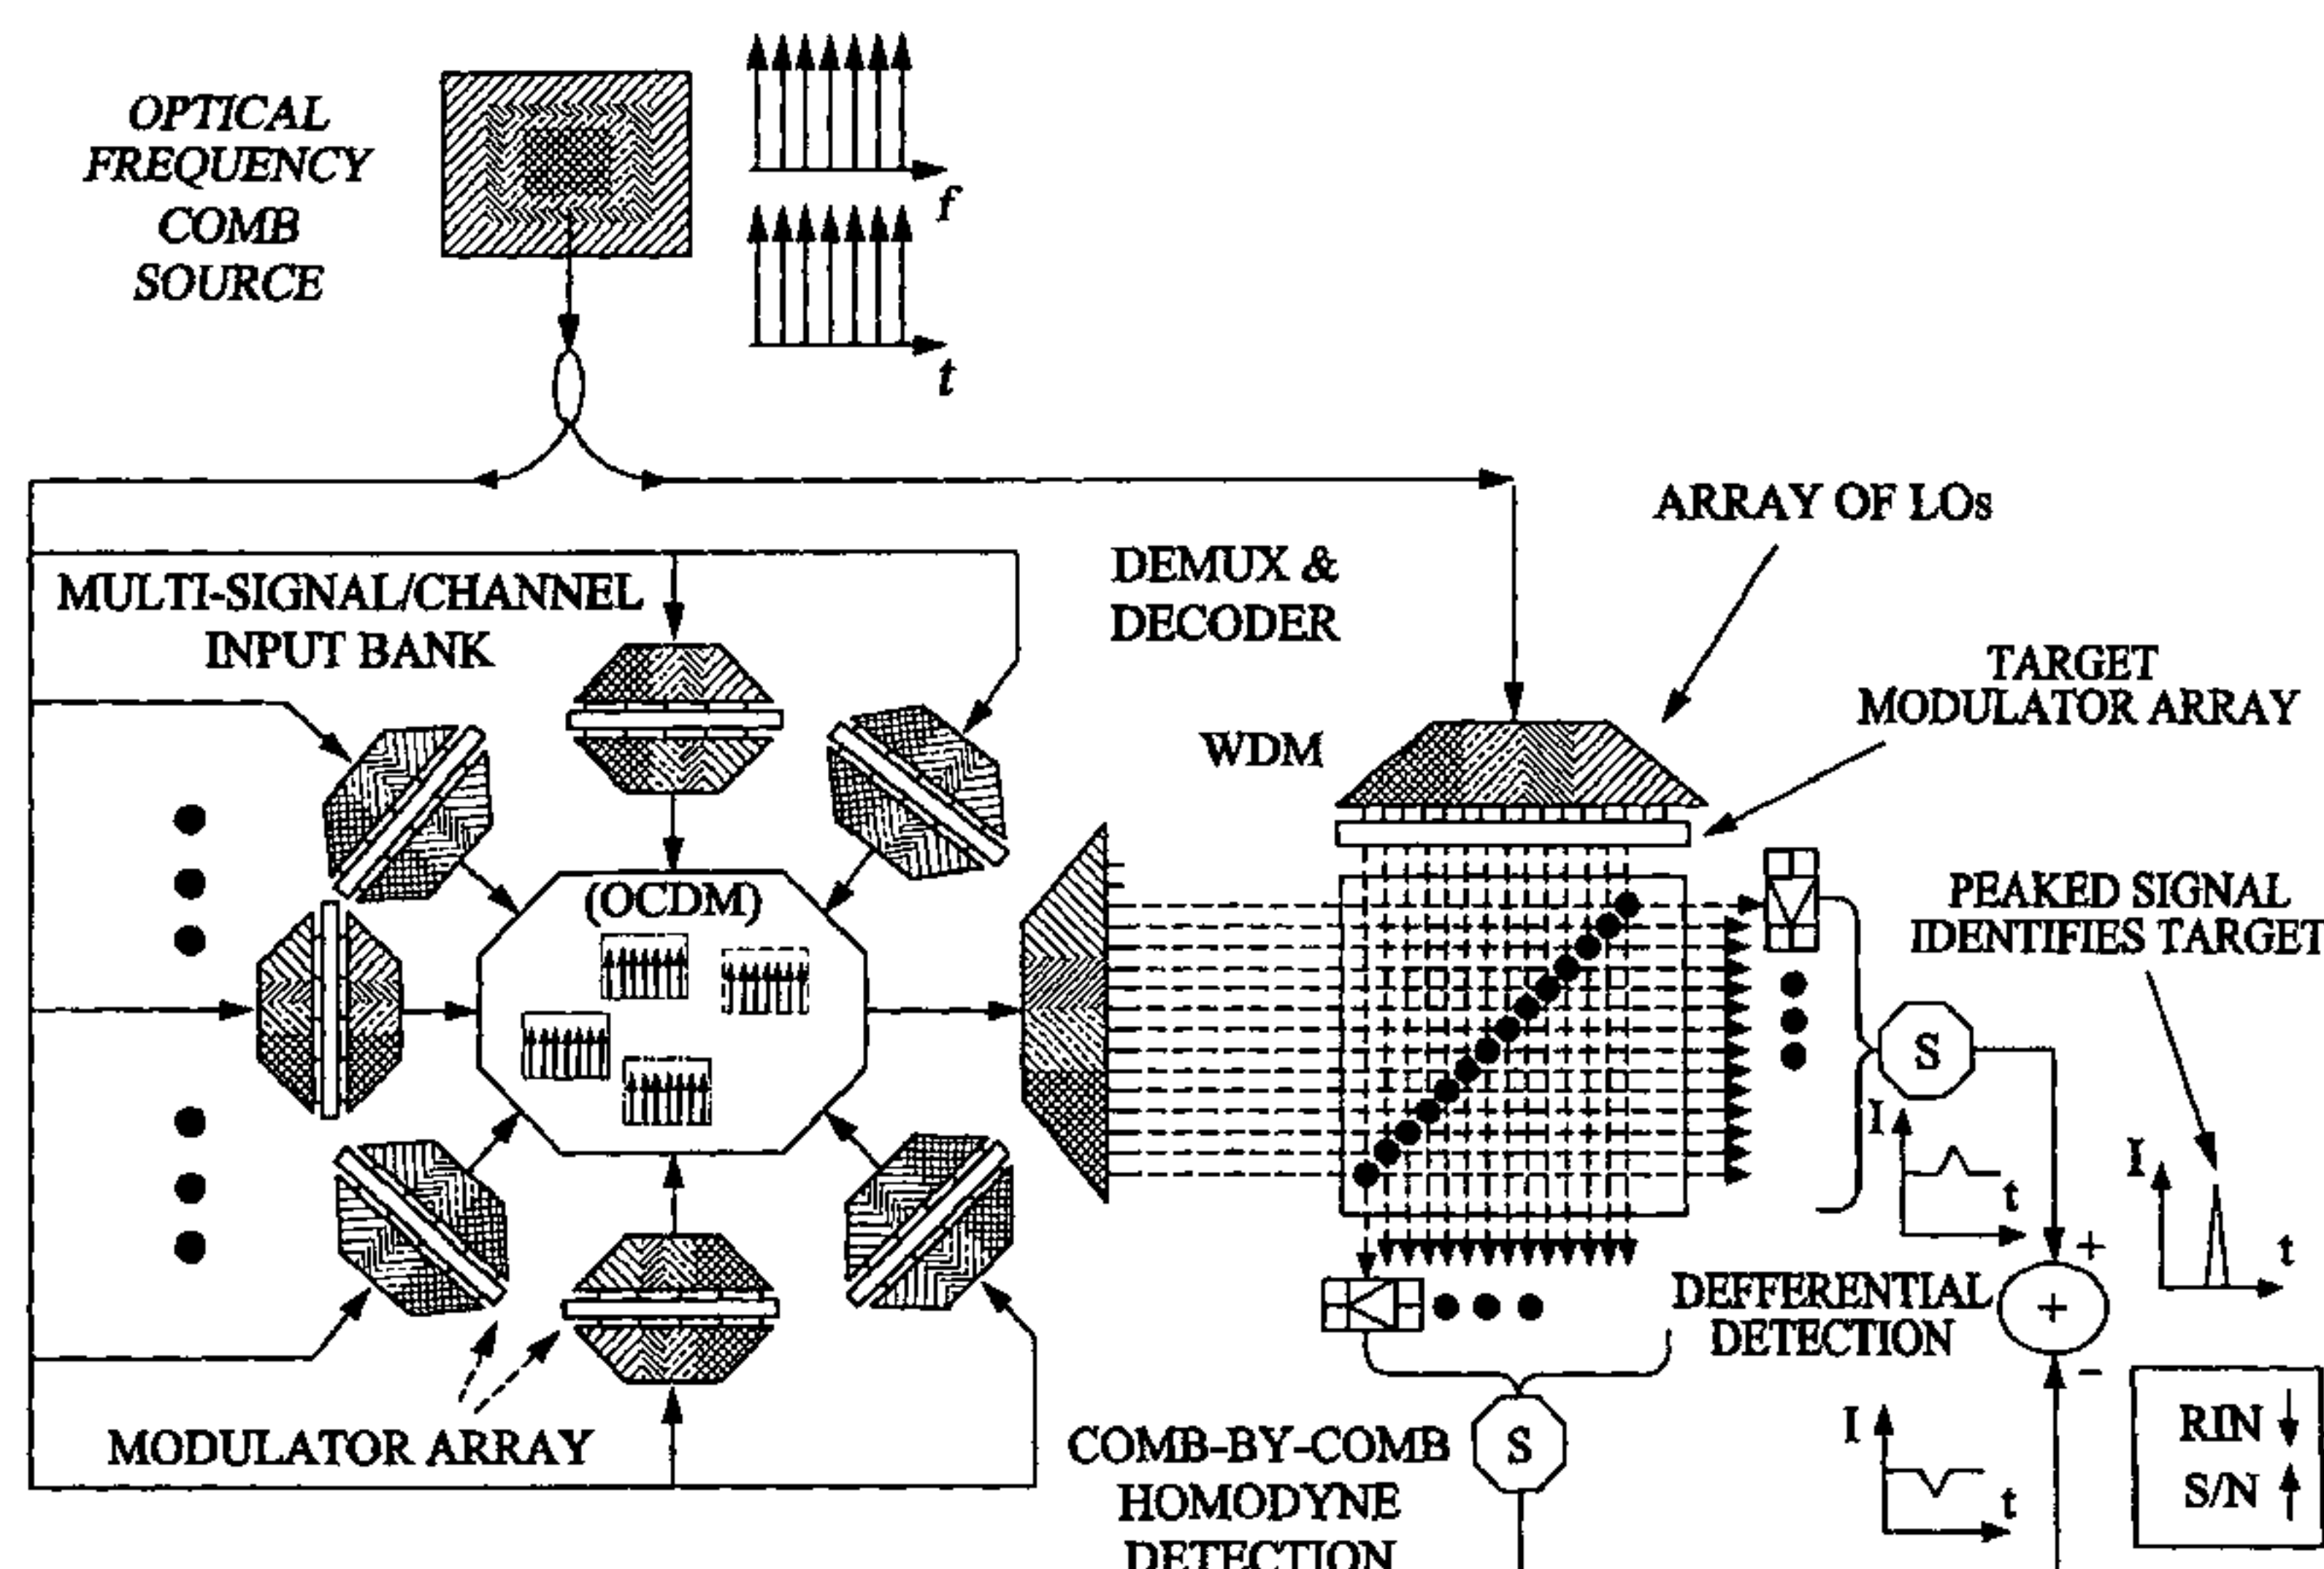 OPTICAL
FREQUENCY
COMB
SOURCE
f
t
ARRAY OF LOs
DEMUX &
DECODER
MULTI-SIGNAL/CHANNEL
INPUT BANK
TARGET
MODULATOR ARRAY
WDM
(OCDM)
PEAKED SIGNAL
IDENTIFIES TARGET
S
I
t
I
t
+
+
−
DEFFERENTIAL
DETECTION
MODULATOR ARRAY
COMB-BY-COMB
HOMODYNE
DETECTION
S
I
t
RIN
S/N